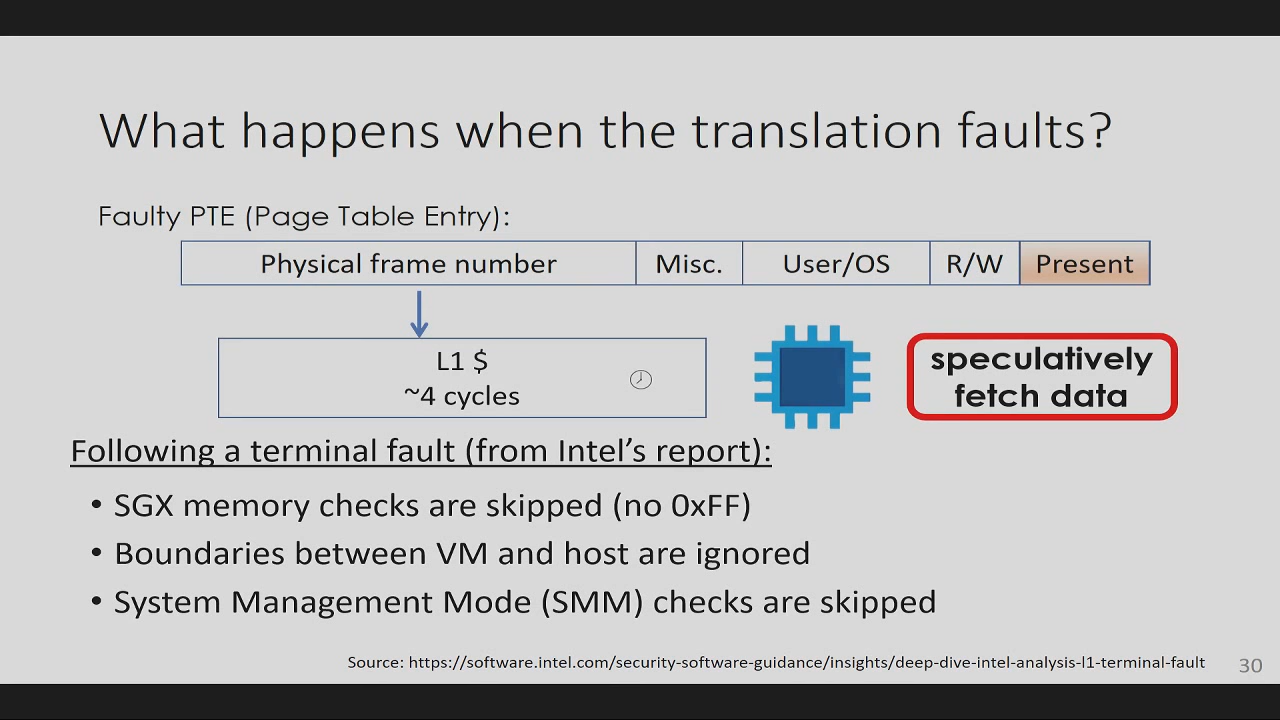 What happens when the translation faults?
Faulty PTE (Page Table Entry):
Physical frame number Misc. User/OS R/W Present
L1 $
~4 cycles
speculatively
fetch data
Following a terminal fault (from Intel’s report):
• SGX memory checks are skipped (no 0xFF)
• Boundaries between VM and host are ignored
• System Management Mode (SMM) checks are skipped
Source: https://software.intel.com/security-software-guidance/insights/deep-dive-intel-analysis-l1-terminal-fault
30